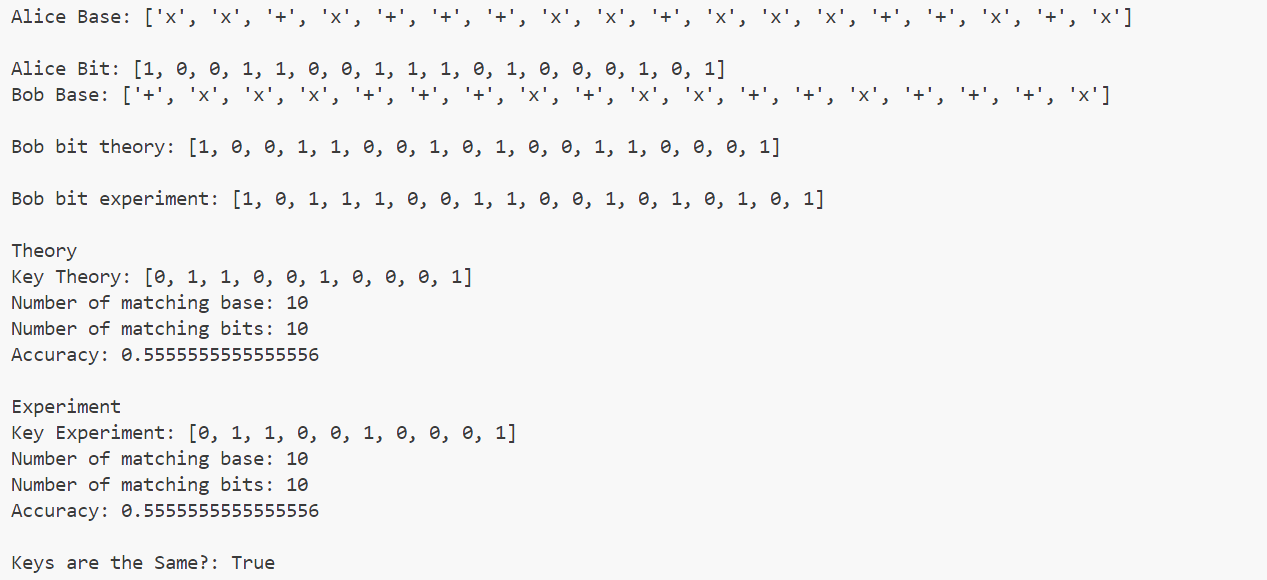 Alice Base: ['x', 'x', '+', 'x', '+', '+', '+', 'x', 'x', '+', 'x', 'x', 'x', '+', '+', 'x', '+', 'x']
Alice Bit: [1, 0, 0, 1, 1, 0, 0, 1, 1, 1, 0, 1, 0, 0, 0, 1, 0, 1]
Bob Base: ['+', 'x', 'x', 'x', '+', '+', '+', 'x', '+', 'x', 'x', '+', '+', 'x', '+', '+', '+', 'x']
Bob bit theory: [1, 0, 0, 1, 1, 0, 0, 1, 0, 1, 0, 0, 1, 1, 0, 0, 0, 1]
Bob bit experiment: [1, 0, 1, 1, 1, 0, 0, 1, 1, 0, 0, 1, 0, 1, 0, 1, 0, 1]
Theory
Key Theory: [0, 1, 1, 0, 0, 1, 0, 0, 0, 1]
Number of matching base: 10
Number of matching bits: 10
Accuracy: 0.5555555555555556
Experiment
Key Experiment: [0, 1, 1, 0, 0, 1, 0, 0, 0, 1]
Number of matching base: 10
Number of matching bits: 10
Accuracy: 0.5555555555555556
Keys are the Same?: True